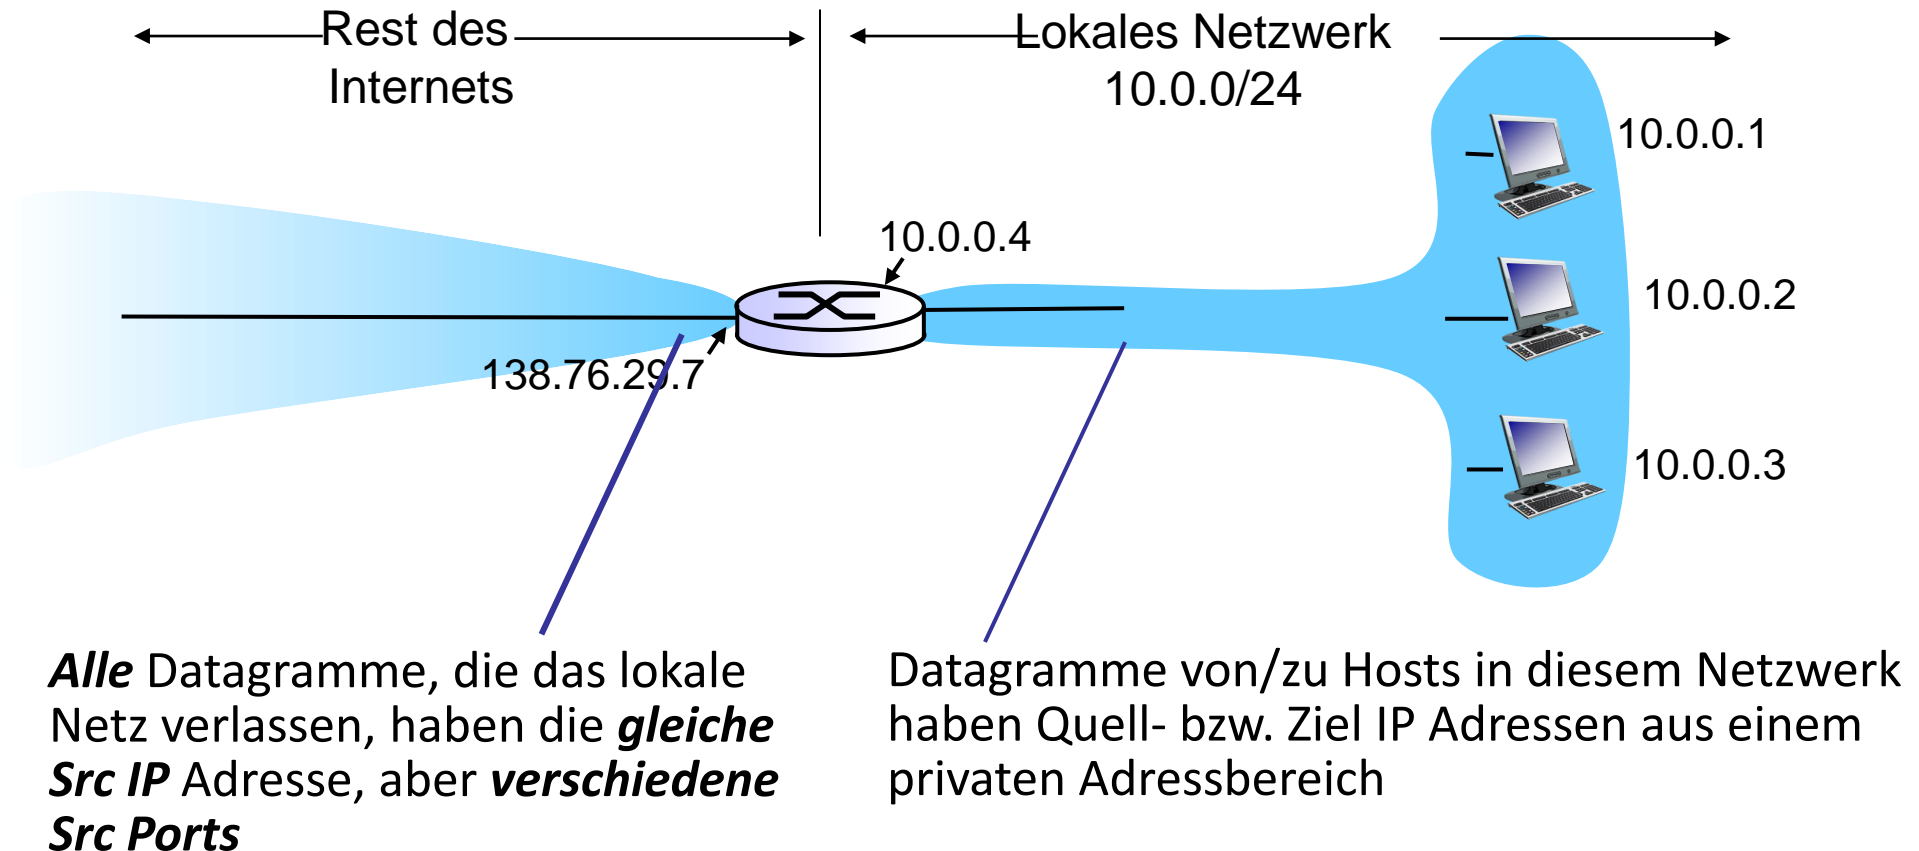 Rest des
Internets
Lokales Netzwerk
10.0.0/24
10.0.0.1
10.0.0.4
10.0.0.2
138.76.29.7
10.0.0.3
Alle Datagramme, die das lokale
Netz verlassen, haben die gleiche
Src IP Adresse, aber verschiedene
Src Ports
Datagramme von/zu Hosts in diesem Netzwerk
haben Quell- bzw. Ziel IP Adressen aus einem
privaten Adressbereich